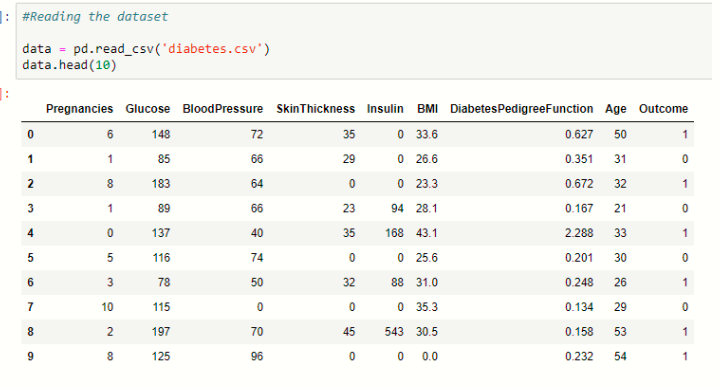 ]: #Reading the dataset
data = pd.read_csv('diabetes.csv')
data.head(10)
]:
Pregnancies Glucose BloodPressure SkinThickness Insulin BMI DiabetesPedigreeFunction Age Outcome
0 6 148 72 35 0 33.6 0.627 50 1
1 1 85 66 29 0 26.6 0.351 31 0
2 8 183 64 0 0 23.3 0.672 32 1
3 1 89 66 23 94 28.1 0.167 21 0
4 0 137 40 35 168 43.1 2.288 33 1
5 5 116 74 0 0 25.6 0.201 30 0
6 3 78 50 32 88 31.0 0.248 26 1
7 10 115 0 0 0 35.3 0.134 29 0
8 2 197 70 45 543 30.5 0.158 53 1
9 8 125 96 0 0 0.0 0.232 54 1